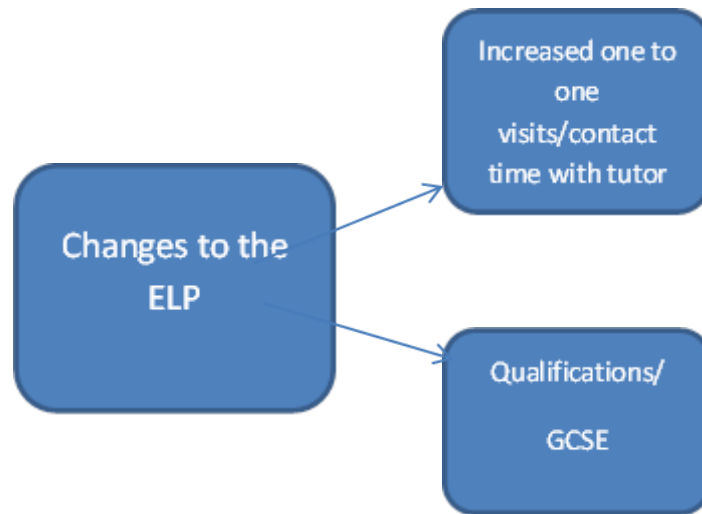 Increased one to
one
visits/contact
time with tutor
Changes to the
ELP
Qualifications/
GCSE